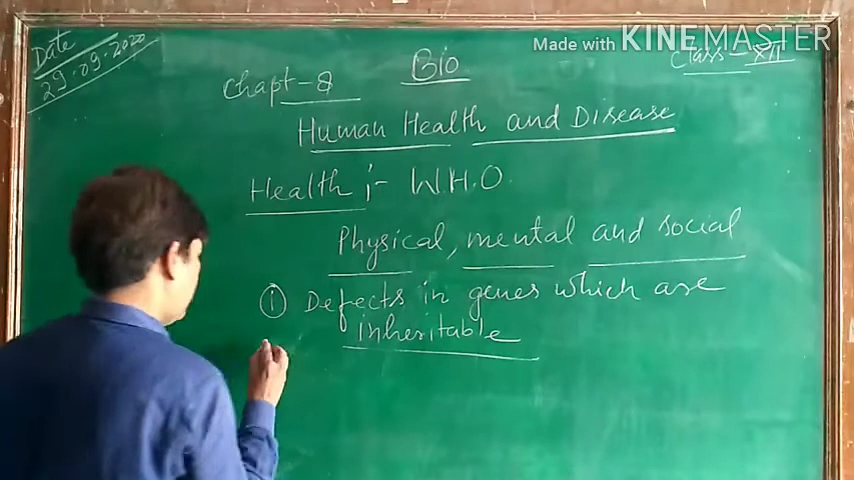 Made with KINEMASTER
Date
29.09.2020
Bio
Class - XII
Chapt-8
Human Health and Disease
Health :- W.H.O.
Physical, mental and social
① Defects in genes which are
inheritable